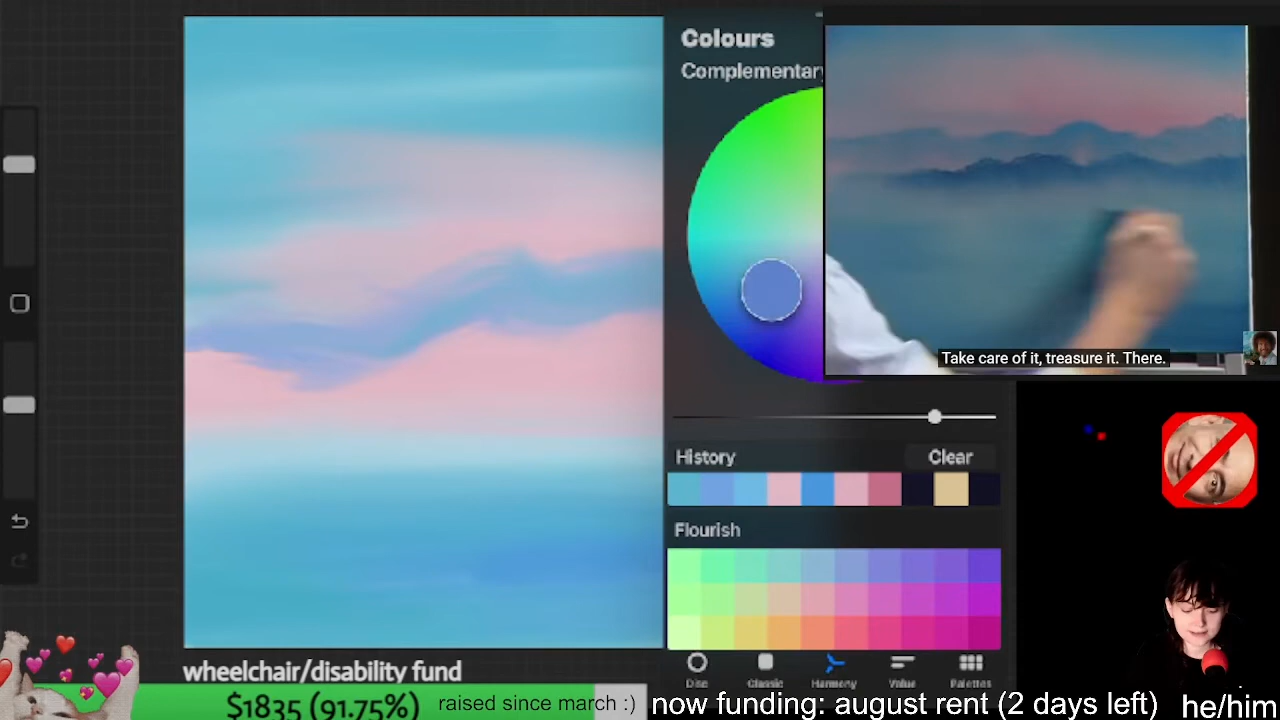 Colours
Complementary
Take care of it, treasure it. There.
History
Clear
Flourish
Disc
Classic
Harmony
Value
Palettes
wheelchair/disability fund
$1835 (91.75%)
raised since march :)
now funding: august rent (2 days left)
he/him